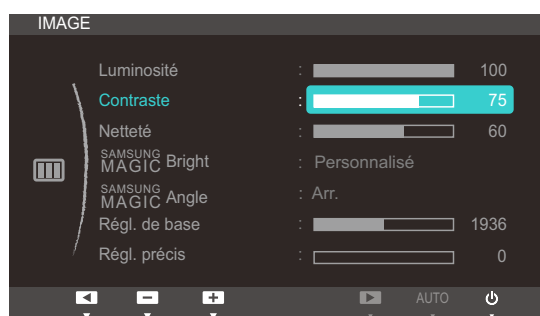 IMAGE
Luminosité : 100
Contraste : 75
Netteté : 60
SAMSUNG MAGIC Bright : Personnalisé
SAMSUNG MAGIC Angle : Arr.
Régl. de base : 1936
Régl. précis : 0
AUTO